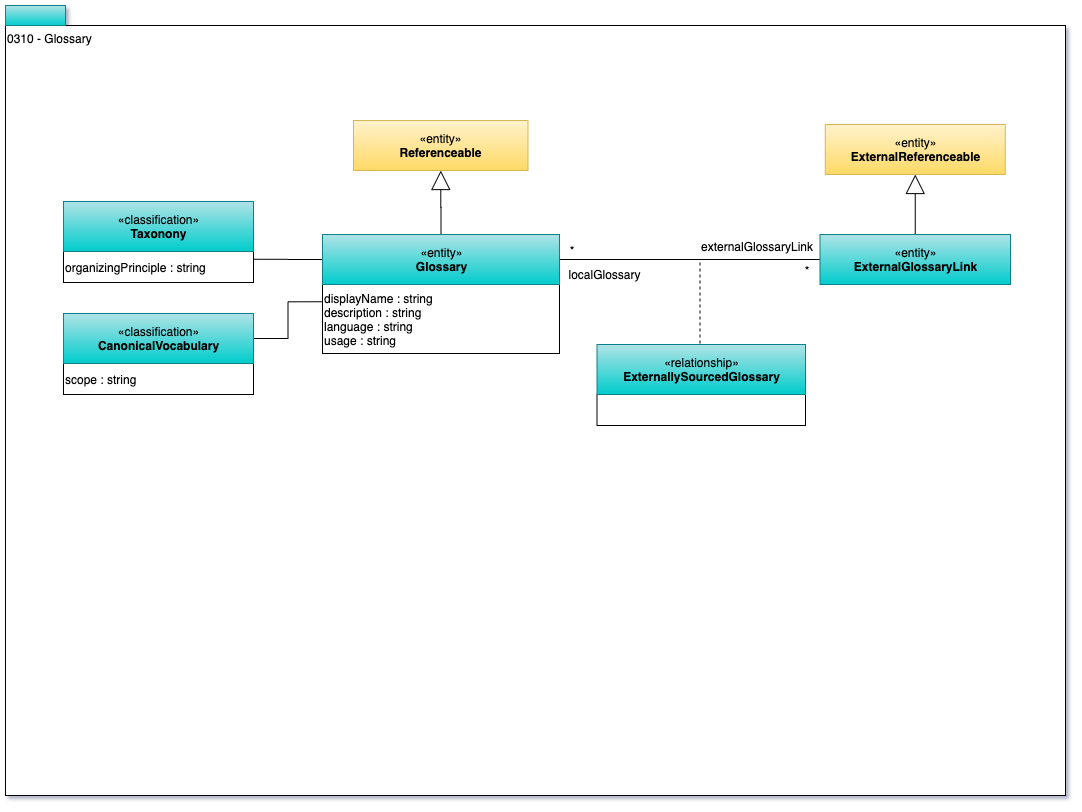 0310 - Glossary
«entity»
Referenceable
«entity»
ExternalReferenceable
«classification»
Taxonony
organizingPrinciple : string
«entity»
Glossary
displayName : string
description : string
language : string
usage : string
*
localGlossary
externalGlossaryLink
*
«entity»
ExternalGlossaryLink
«classification»
CanonicalVocabulary
scope : string
«relationship»
ExternallySourcedGlossary